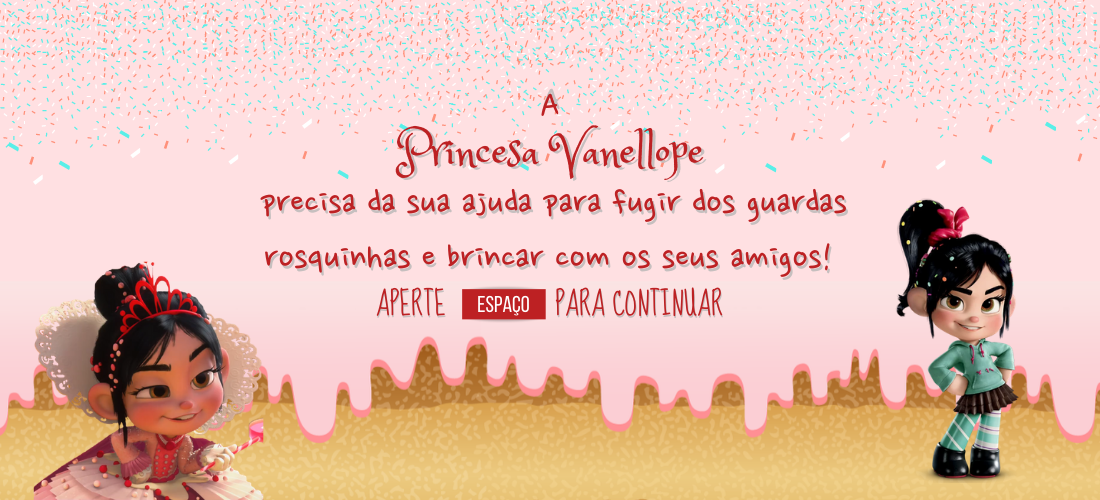 A
Princesa Vanellope
precisa da sua ajuda para fugir dos guardas
rosquinhas e brincar com os seus amigos!
APERTE ESPAÇO PARA CONTINUAR